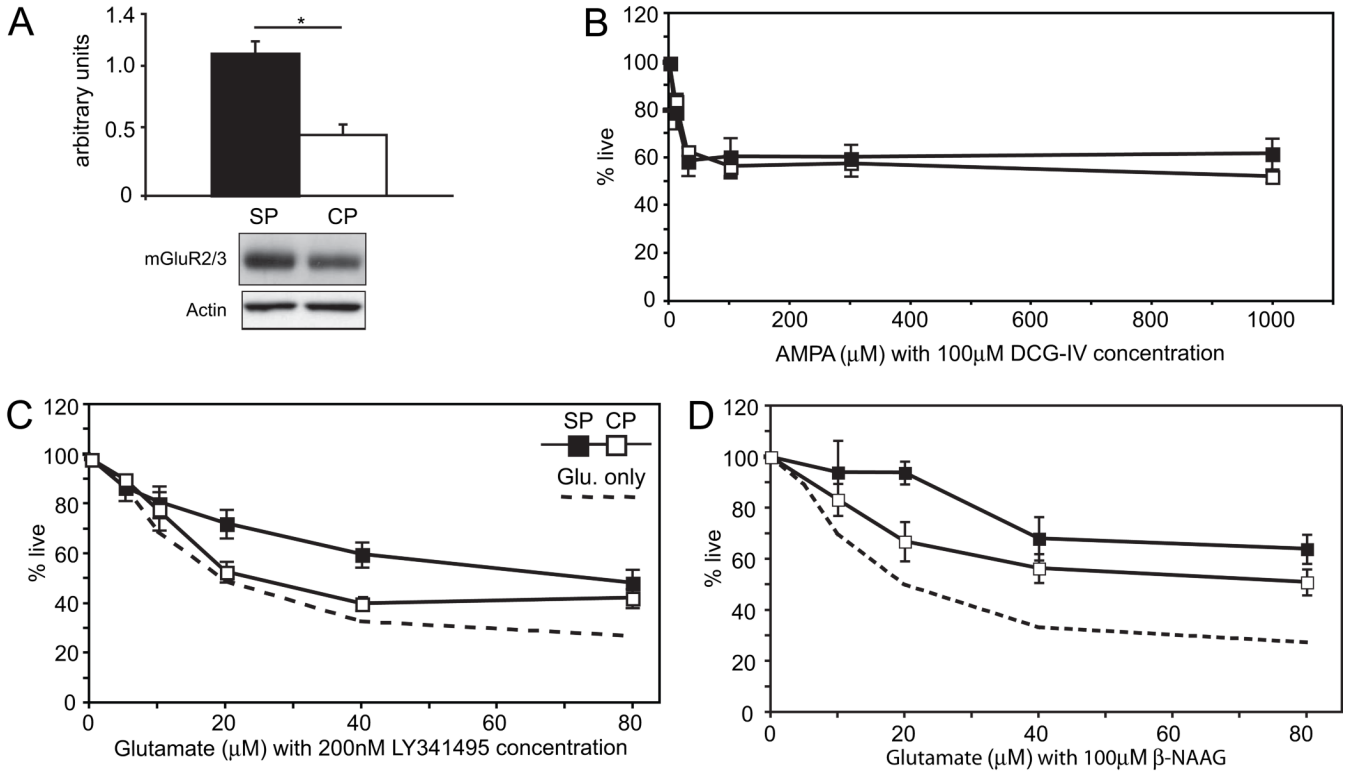 A
1.4
1.0
0.5
0
arbitrary units
*
SP CP
mGluR2/3
Actin
B
120
100
80
60
40
20
0
% live
0 200 400 600 800 1000
AMPA (μM) with 100μM DCG-IV concentration
C
120
100
80
60
40
20
0
% live
SP CP
Glu. only
0 20 40 60 80
Glutamate (μM) with 200nM LY341495 concentration
D
120
100
80
60
40
20
0
% live
0 20 40 60 80
Glutamate (μM) with 100μM β-NAAG